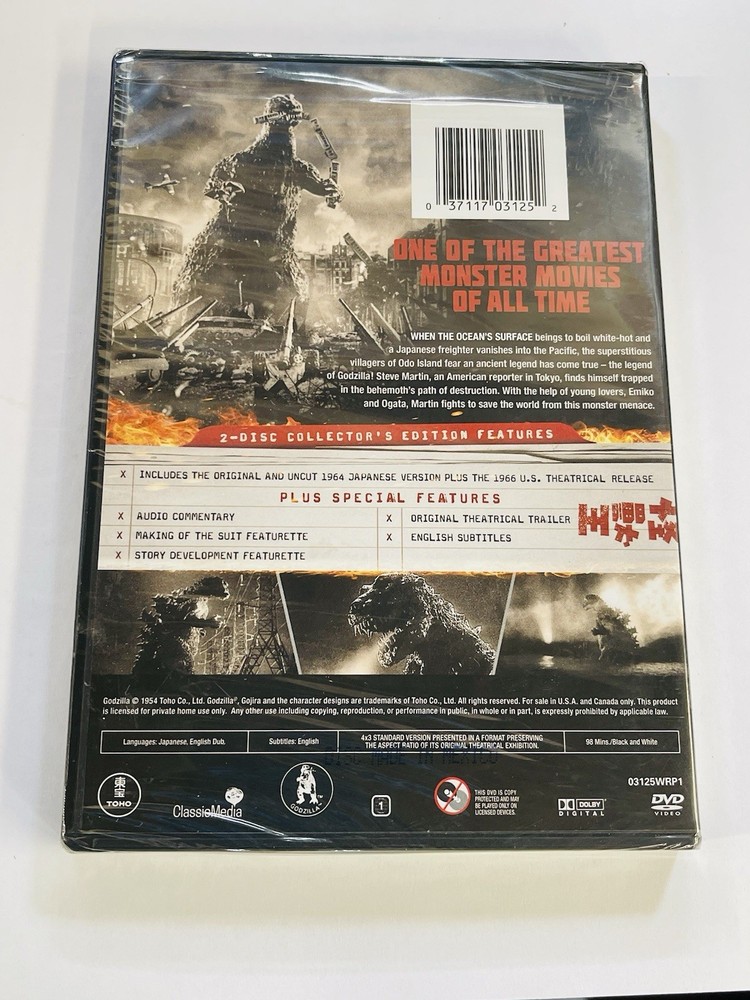 0 37117 03125 2
ONE OF THE GREATEST
MONSTER MOVIES
OF ALL TIME
WHEN THE OCEAN'S SURFACE beings to boil white-hot and
a Japanese freighter vanishes into the Pacific, the superstitious
villagers of Odo Island fear an ancient legend has come true – the legend
of Godzilla! Steve Martin, an American reporter in Tokyo, finds himself trapped
in the behemoth's path of destruction. With the help of young lovers, Emiko
and Ogata, Martin fights to save the world from this monster menace.
2-DISC COLLECTOR'S EDITION FEATURES
X INCLUDES THE ORIGINAL AND UNCUT 1964 JAPANESE VERSION PLUS THE 1966 U.S. THEATRICAL RELEASE
PLUS SPECIAL FEATURES
X AUDIO COMMENTARY
X MAKING OF THE SUIT FEATURETTE
X STORY DEVELOPMENT FEATURETTE
X ORIGINAL THEATRICAL TRAILER
X ENGLISH SUBTITLES
怪獣王
Godzilla © 1954 Toho Co., Ltd. Godzilla®, Gojira and the character designs are trademarks of Toho Co., Ltd. All rights reserved. For sale in U.S.A. and Canada only. This product
is licensed for private home use only. Any other use including copying, reproduction, or performance in public, in whole or in part, is expressly prohibited by applicable law.
Languages: Japanese, English Dub.
Subtitles: English
4x3 STANDARD VERSION PRESENTED IN A FORMAT PRESERVING
THE ASPECT RATIO OF ITS ORIGINAL THEATRICAL EXHIBITION.
98 Mins./Black and White
DISC MADE IN MEXICO
03125WRP1
東宝
TOHO
ClassicMedia
GODZILLA
1
THIS DVD IS COPY
PROTECTED AND MAY
BE PLAYED ONLY ON
LICENSED DEVICES.
DOLBY
DIGITAL
DVD
VIDEO